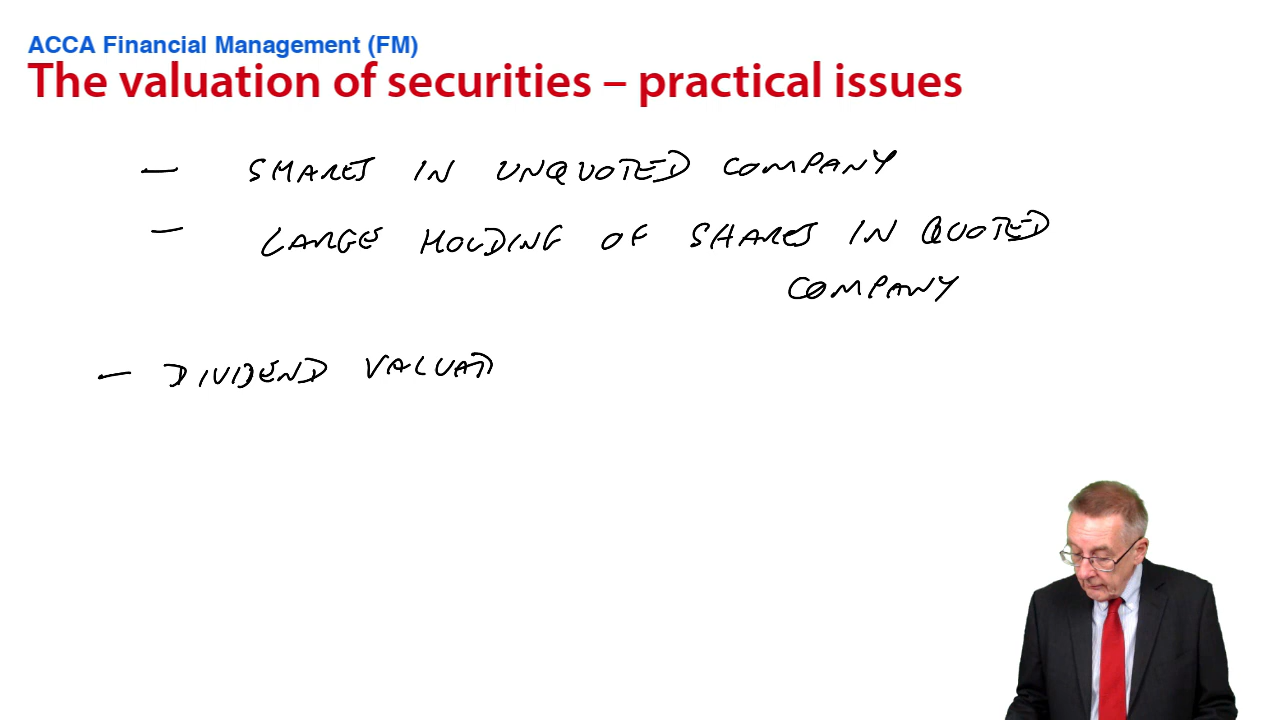 ACCA Financial Management (FM)
The valuation of securities – practical issues
— SHARES IN UNQUOTED COMPANY
— LARGE HOLDING OF SHARES IN QUOTED
COMPANY
— DIVIDEND VALUAT